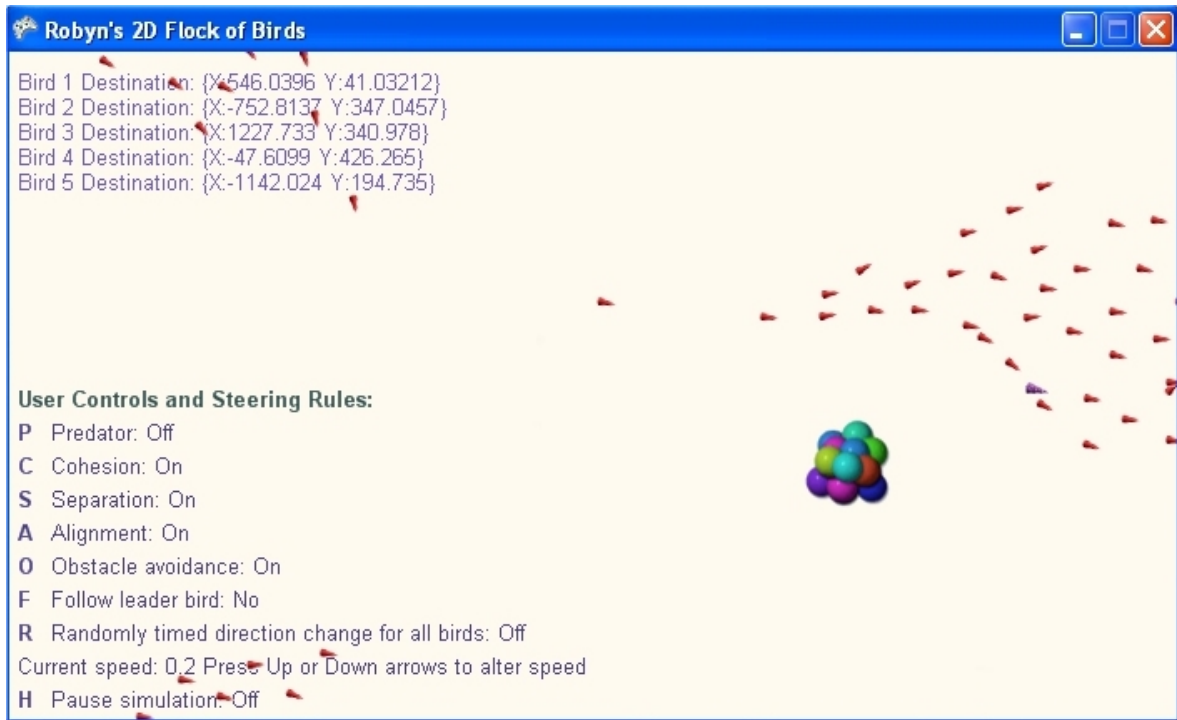 Robyn's 2D Flock of Birds
Bird 1 Destination: {X:546.0396 Y:41.03212}
Bird 2 Destination: {X:-752.8137 Y:347.0457}
Bird 3 Destination: {X:1227.733 Y:340.978}
Bird 4 Destination: {X:-47.6099 Y:426.265}
Bird 5 Destination: {X:-1142.024 Y:194.735}
User Controls and Steering Rules:
P Predator: Off
C Cohesion: On
S Separation: On
A Alignment: On
O Obstacle avoidance: On
F Follow leader bird: No
R Randomly timed direction change for all birds: Off
Current speed: 0.2 Press Up or Down arrows to alter speed
H Pause simulation: Off